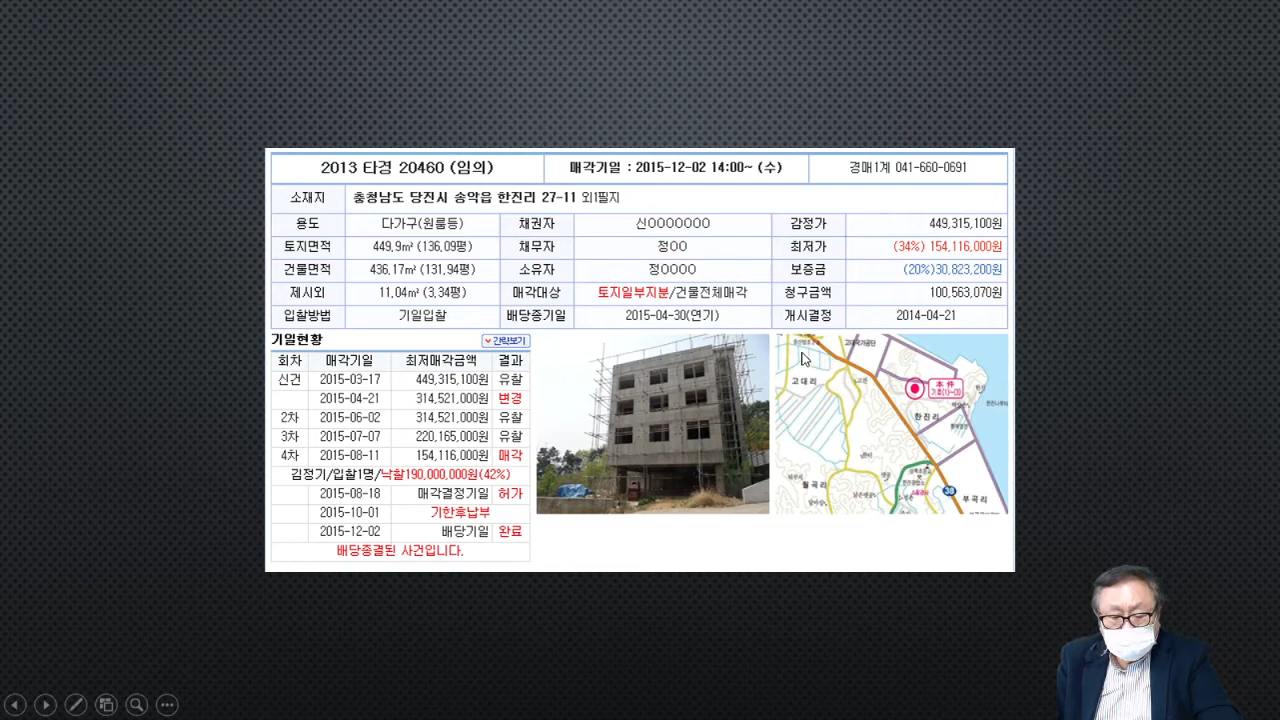 2013 타경 20460 (임의) 매각기일 : 2015-12-02 14:00~ (수) 경매1계 041-660-0691
소재지 충청남도 당진시 송악읍 한진리 27-11 외1필지
용도 다가구(원룸등) 채권자 신OOOOOOO 감정가 449,315,100원
토지면적 449.9㎡ (136.09평) 채무자 정OO 최저가 (34%) 154,116,000원
건물면적 436.17㎡ (131.94평) 소유자 정OOOO 보증금 (20%)30,823,200원
제시외 11.04㎡ (3.34평) 매각대상 토지일부지분/건물전체매각 청구금액 100,563,070원
입찰방법 기일입찰 배당종기일 2015-04-30(연기) 개시결정 2014-04-21
기일현황 간략보기
회차 매각기일 최저매각금액 결과
신건 2015-03-17 449,315,100원 유찰
2015-04-21 314,521,000원 변경
2차 2015-06-02 314,521,000원 유찰
3차 2015-07-07 220,165,000원 유찰
4차 2015-08-11 154,116,000원 매각
김정기/입찰1명/낙찰190,000,000원(42%)
2015-08-18 매각결정기일 허가
2015-10-01 기한후납부
2015-12-02 배당기일 완료
배당종결된 사건입니다.
고대리
本 件
기호(1)~(3)
한진리
월곡리
38
부곡리